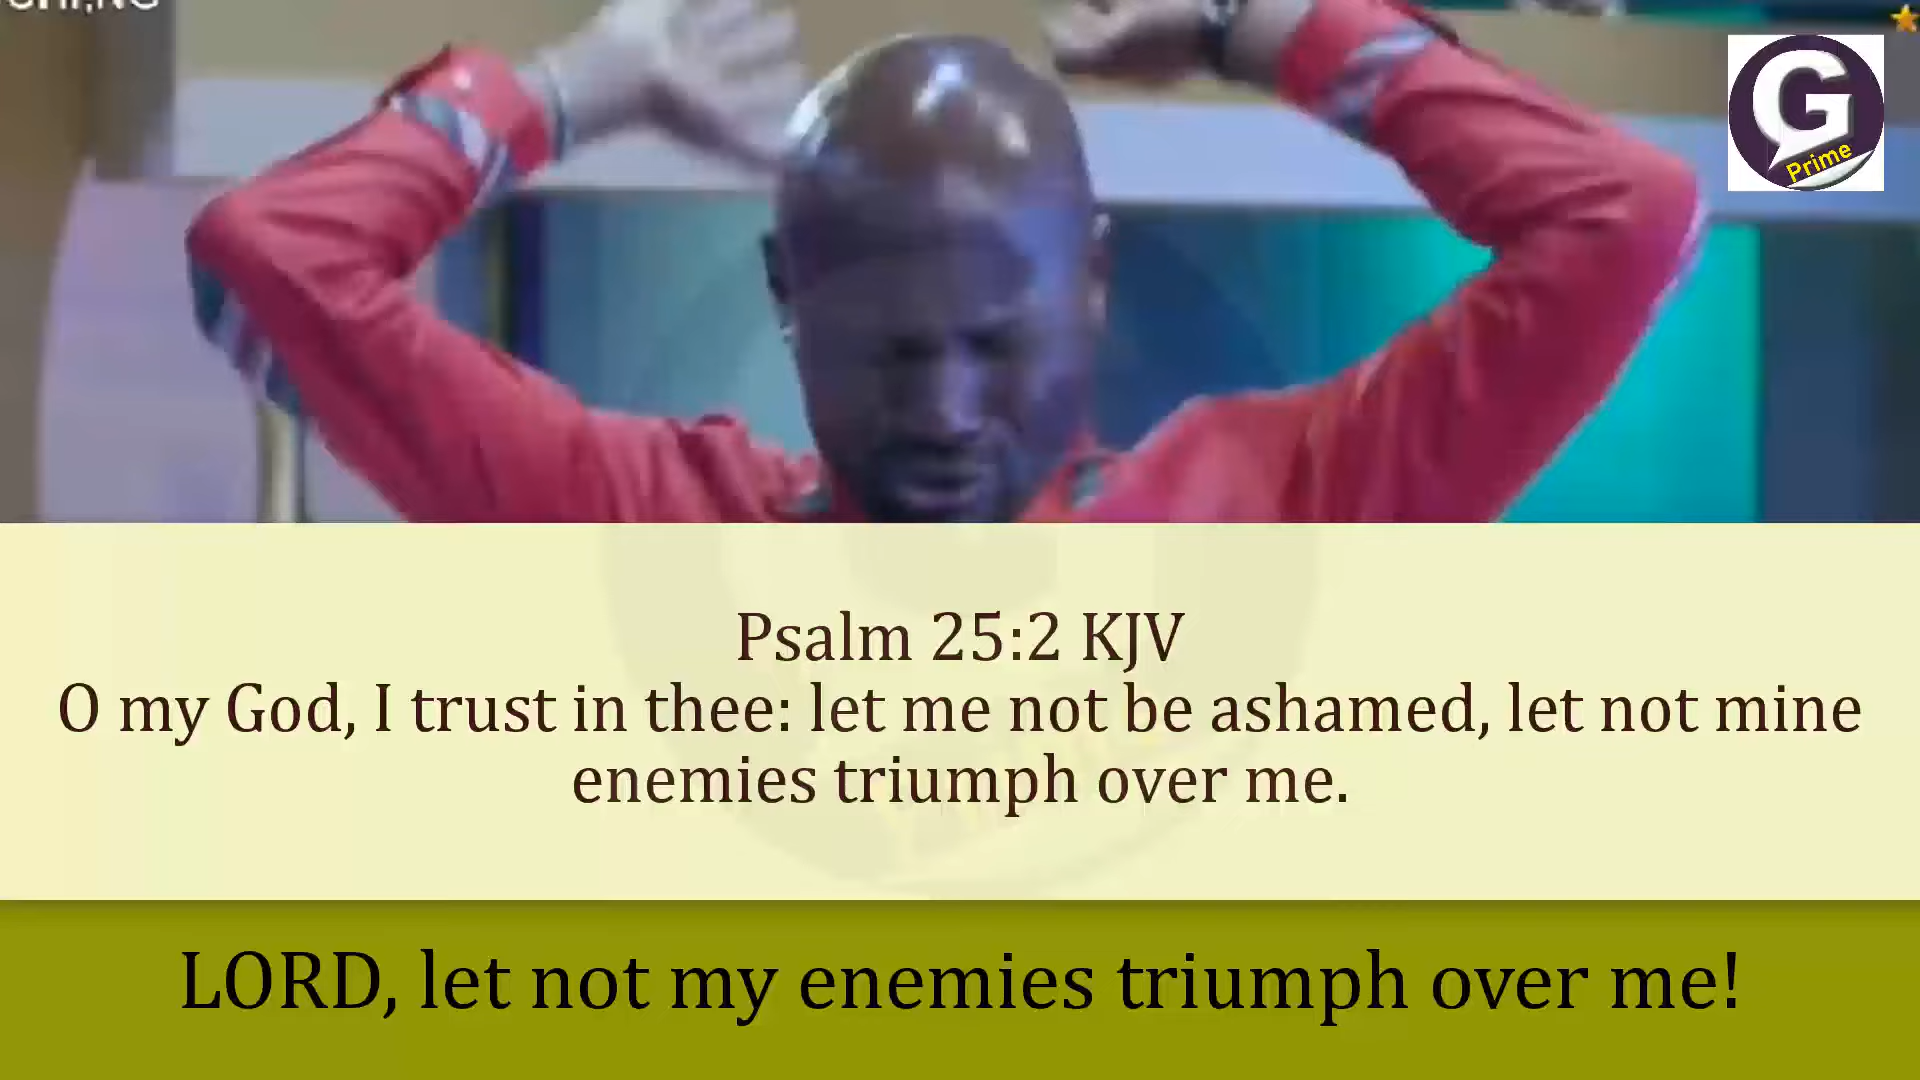 G
Prime
Psalm 25:2 KJV
O my God, I trust in thee: let me not be ashamed, let not mine
enemies triumph over me.
LORD, let not my enemies triumph over me!